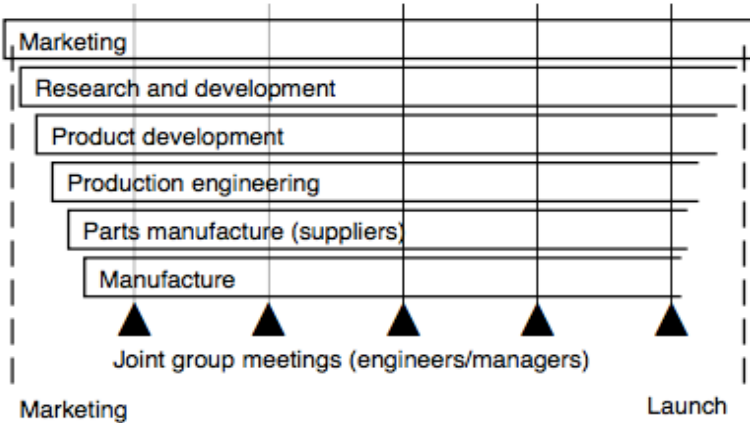 Marketing
Research and development
Product development
Production engineering
Parts manufacture (suppliers)
Manufacture
Joint group meetings (engineers/managers)
Marketing
Launch